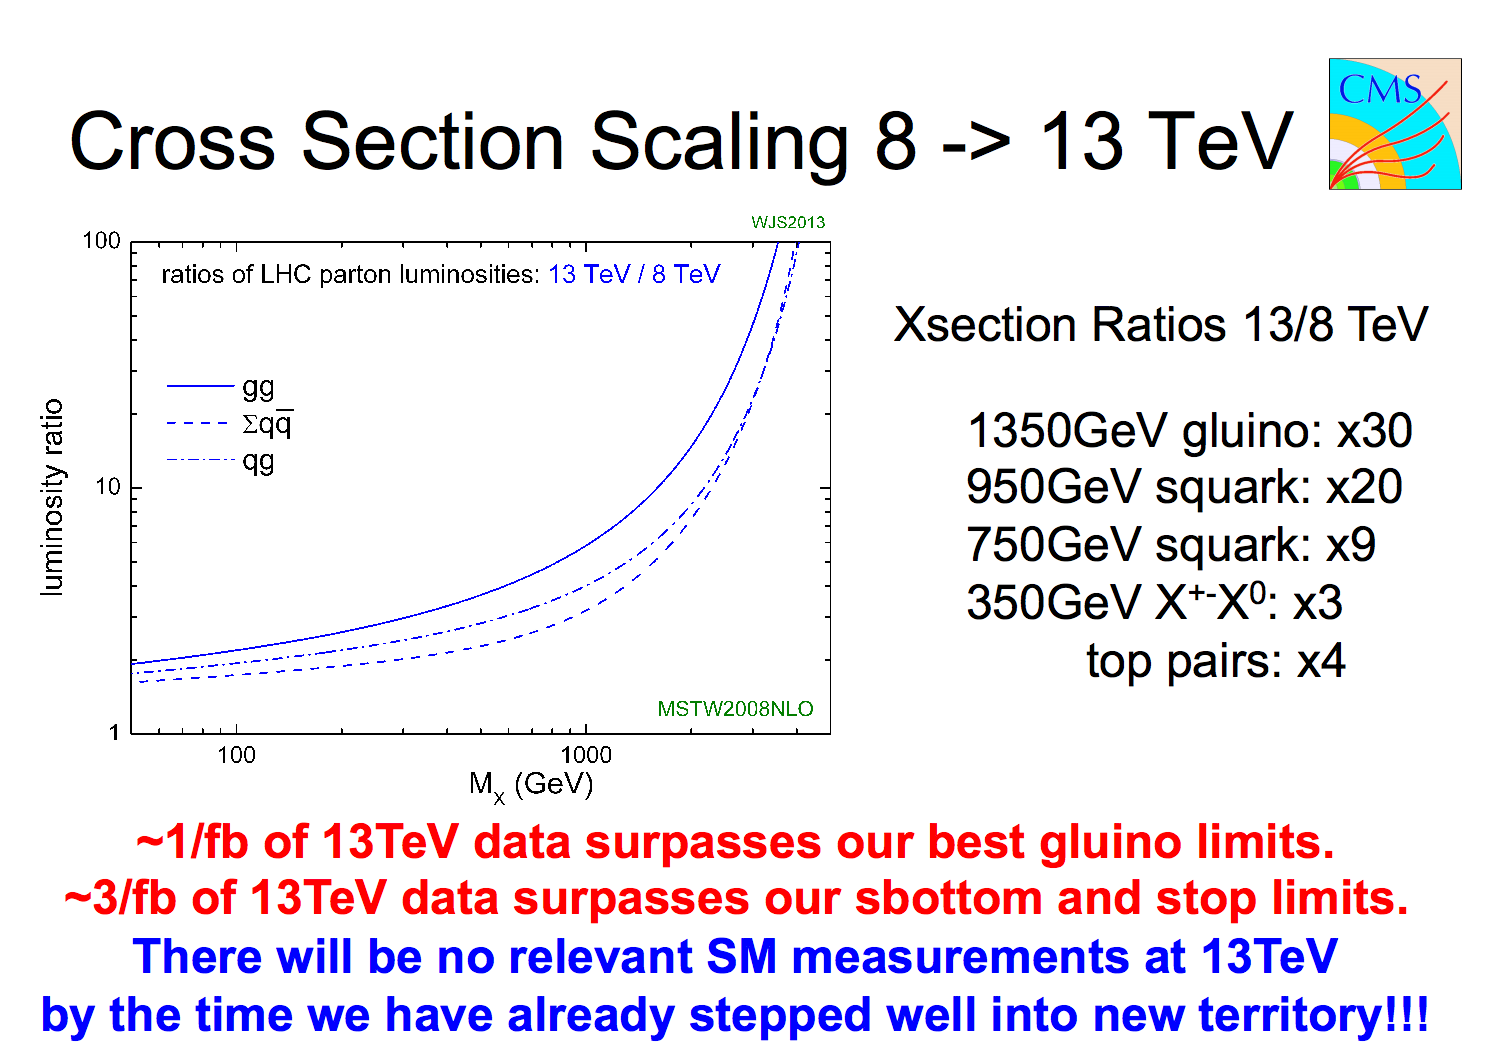 Cross Section Scaling 8 -> 13 TeV
CMS
WJS2013
ratios of LHC parton luminosities: 13 TeV / 8 TeV
gg
Σqq̅
qg
MSTW2008NLO
luminosity ratio
100
10
1
100
1000
M_X (GeV)
Xsection Ratios 13/8 TeV
1350GeV gluino: x30
950GeV squark: x20
750GeV squark: x9
350GeV X⁺⁻X⁰: x3
top pairs: x4
~1/fb of 13TeV data surpasses our best gluino limits.
~3/fb of 13TeV data surpasses our sbottom and stop limits.
There will be no relevant SM measurements at 13TeV
by the time we have already stepped well into new territory!!!